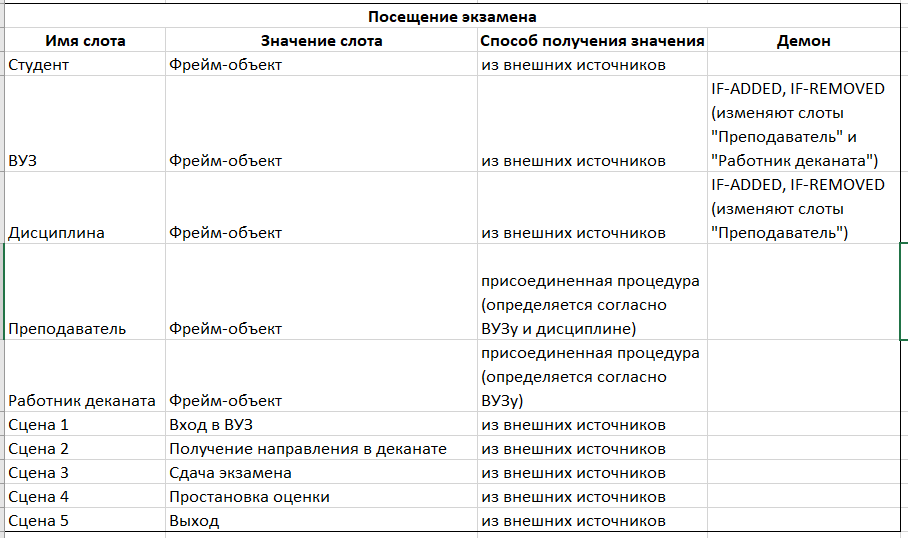 Посещение экзамена
Имя слота Значение слота Способ получения значения Демон
Студент Фрейм-объект из внешних источников
IF-ADDED, IF-REMOVED
(изменяют слоты
"Преподаватель" и
ВУЗ Фрейм-объект из внешних источников "Работник деканата")
IF-ADDED, IF-REMOVED
(изменяют слоты
Дисциплина Фрейм-объект из внешних источников "Преподаватель")
присоединенная процедура
(определяется согласно
Преподаватель Фрейм-объект ВУЗу и дисциплине)
присоединенная процедура
(определяется согласно
Работник деканата Фрейм-объект ВУЗу)
Сцена 1 Вход в ВУЗ из внешних источников
Сцена 2 Получение направления в деканате из внешних источников
Сцена 3 Сдача экзамена из внешних источников
Сцена 4 Простановка оценки из внешних источников
Сцена 5 Выход из внешних источников